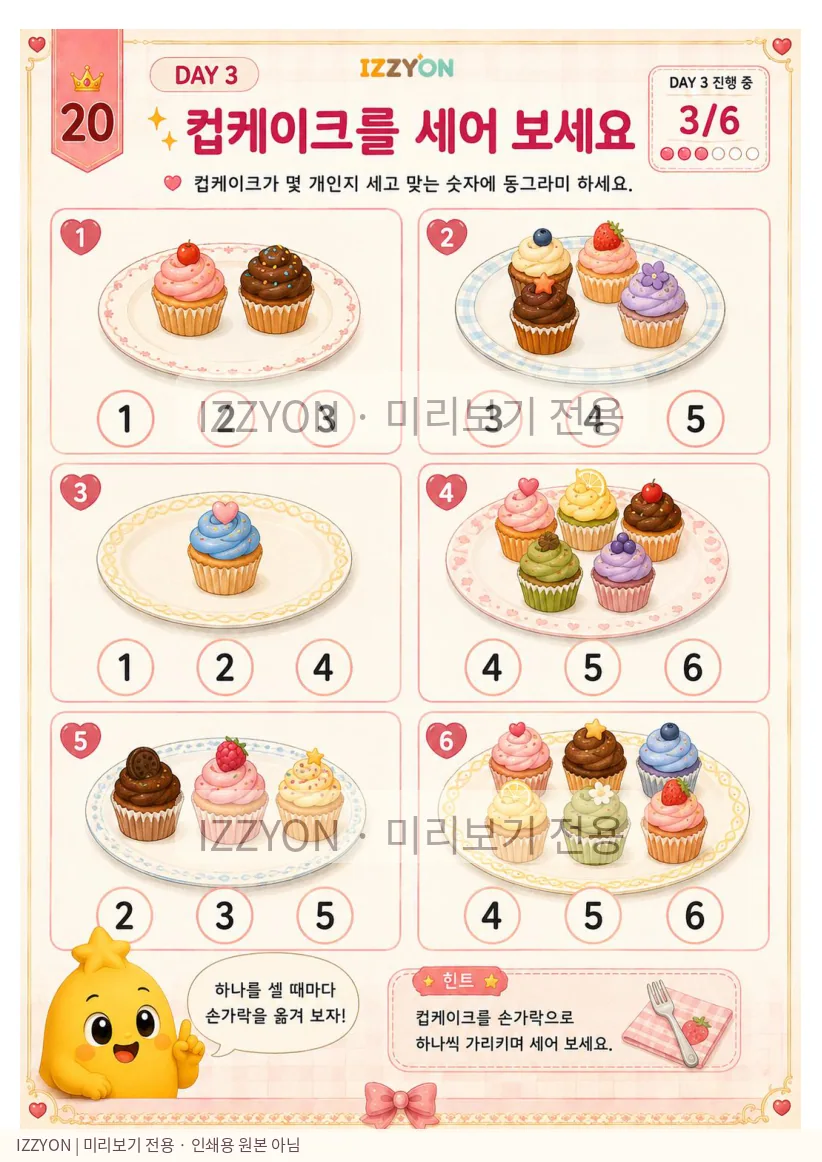 20
DAY 3
IZZYON
DAY 3 진행 중
3/6
컵케이크를 세어 보세요
컵케이크가 몇 개인지 세고 맞는 숫자에 동그라미 하세요.
1
1 2 3
2
3 4 5
IZZYON · 미리보기 전용
3
1 2 4
4
4 5 6
5
2 3 5
6
4 5 6
IZZYON · 미리보기 전용
하나를 셀 때마다
손가락을 옮겨 보자!
힌트
컵케이크를 손가락으로
하나씩 가리키며 세어 보세요.
IZZYON | 미리보기 전용 · 인쇄용 원본 아님